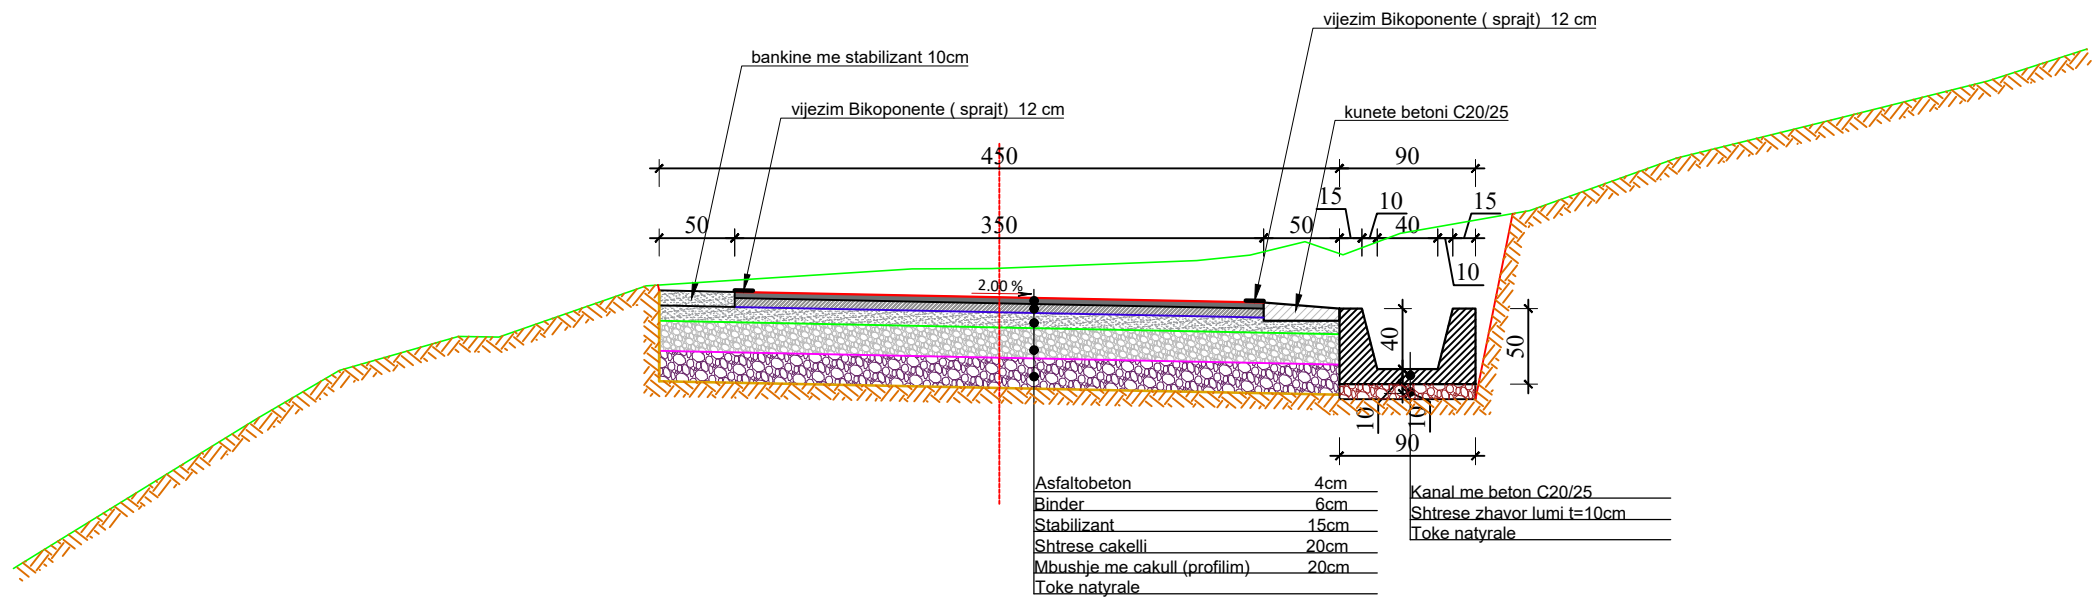 vijezim Bikoponente ( sprajt) 12 cm
bankine me stabilizant 10cm
vijezim Bikoponente ( sprajt) 12 cm
kunete betoni C20/25
450
90
15
10
15
50
350
50
40
10
2.00 %
40
50
10
10
90
Asfaltobeton 4cm
Binder 6cm
Stabilizant 15cm
Shtrese cakelli 20cm
Mbushje me cakull (profilim) 20cm
Toke natyrale
Kanal me beton C20/25
Shtrese zhavor lumi t=10cm
Toke natyrale